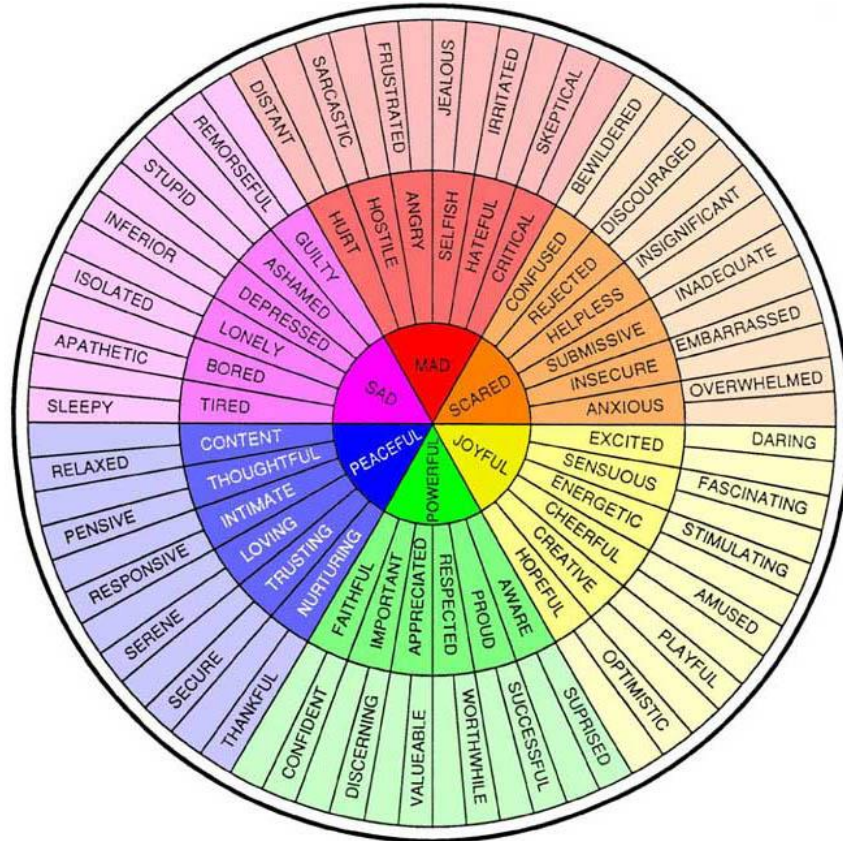 MAD
SCARED
JOYFUL
POWERFUL
PEACEFUL
SAD
HURT
HOSTILE
ANGRY
SELFISH
HATEFUL
CRITICAL
CONFUSED
REJECTED
HELPLESS
SUBMISSIVE
INSECURE
ANXIOUS
EXCITED
SENSUOUS
ENERGETIC
CHEERFUL
CREATIVE
HOPEFUL
AWARE
PROUD
RESPECTED
APPRECIATED
IMPORTANT
FAITHFUL
NURTURING
TRUSTING
LOVING
INTIMATE
THOUGHTFUL
CONTENT
TIRED
BORED
LONELY
DEPRESSED
ASHAMED
GUILTY
DISTANT
SARCASTIC
FRUSTRATED
JEALOUS
IRRITATED
SKEPTICAL
BEWILDERED
DISCOURAGED
INSIGNIFICANT
INADEQUATE
EMBARRASSED
OVERWHELMED
DARING
FASCINATING
STIMULATING
AMUSED
PLAYFUL
OPTIMISTIC
SUPRISED
SUCCESSFUL
WORTHWHILE
VALUEABLE
DISCERNING
CONFIDENT
THANKFUL
SECURE
SERENE
RESPONSIVE
PENSIVE
RELAXED
SLEEPY
APATHETIC
ISOLATED
INFERIOR
STUPID
REMORSEFUL